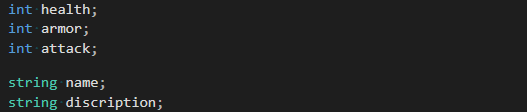 int health;
int armor;
int attack;
string name;
string discription;